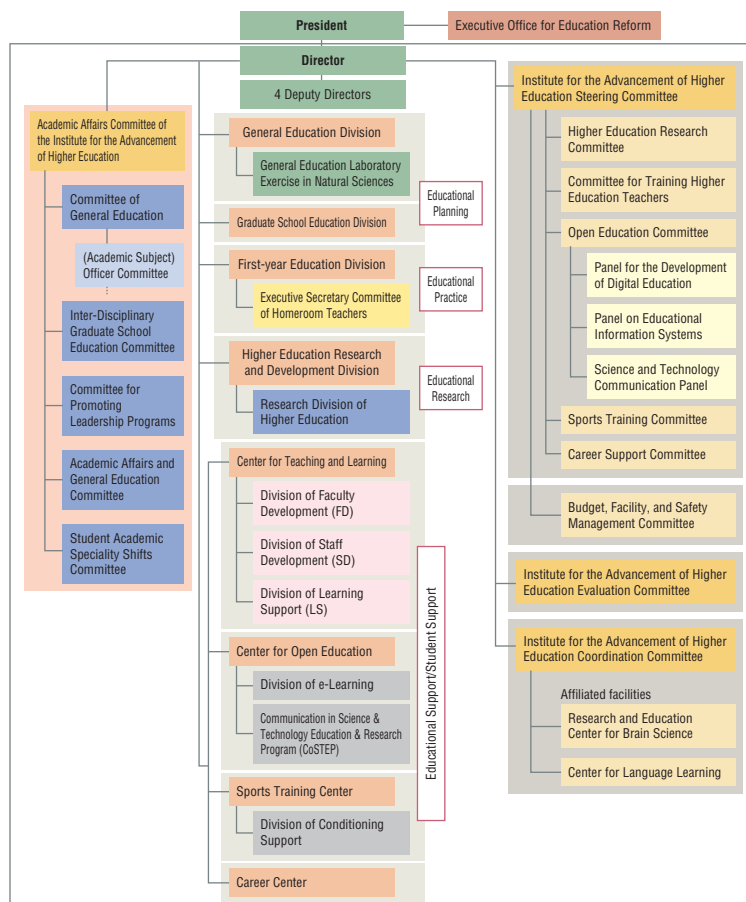 President
Executive Office for Education Reform
Director
4 Deputy Directors
Academic Affairs Committee of
the Institute for the Advancement
of Higher Ecucation
Committee of
General Education
(Academic Subject)
Officer Committee
Inter-Disciplinary
Graduate School
Education Committee
Committee for
Promoting
Leadership Programs
Academic Affairs and
General Education
Committee
Student Academic
Speciality Shifts
Committee
General Education Division
General Education Laboratory
Exercise in Natural Sciences
Graduate School Education Division
First-year Education Division
Executive Secretary Committee
of Homeroom Teachers
Higher Education Research
and Development Division
Research Division of
Higher Education
Center for Teaching and Learning
Division of Faculty
Development (FD)
Division of Staff
Development (SD)
Division of Learning
Support (LS)
Center for Open Education
Division of e-Learning
Communication in Science &
Technology Education & Research
Program (CoSTEP)
Sports Training Center
Division of Conditioning
Support
Career Center
Educational
Planning
Educational
Practice
Educational
Research
Educational Support/Student Support
Institute for the Advancement of Higher
Education Steering Committee
Higher Education Research
Committee
Committee for Training Higher
Education Teachers
Open Education Committee
Panel for the Development
of Digital Education
Panel on Educational
Information Systems
Science and Technology
Communication Panel
Sports Training Committee
Career Support Committee
Budget, Facility, and Safety
Management Committee
Institute for the Advancement of Higher
Education Evaluation Committee
Institute for the Advancement of Higher
Education Coordination Committee
Affiliated facilities
Research and Education
Center for Brain Science
Center for Language Learning